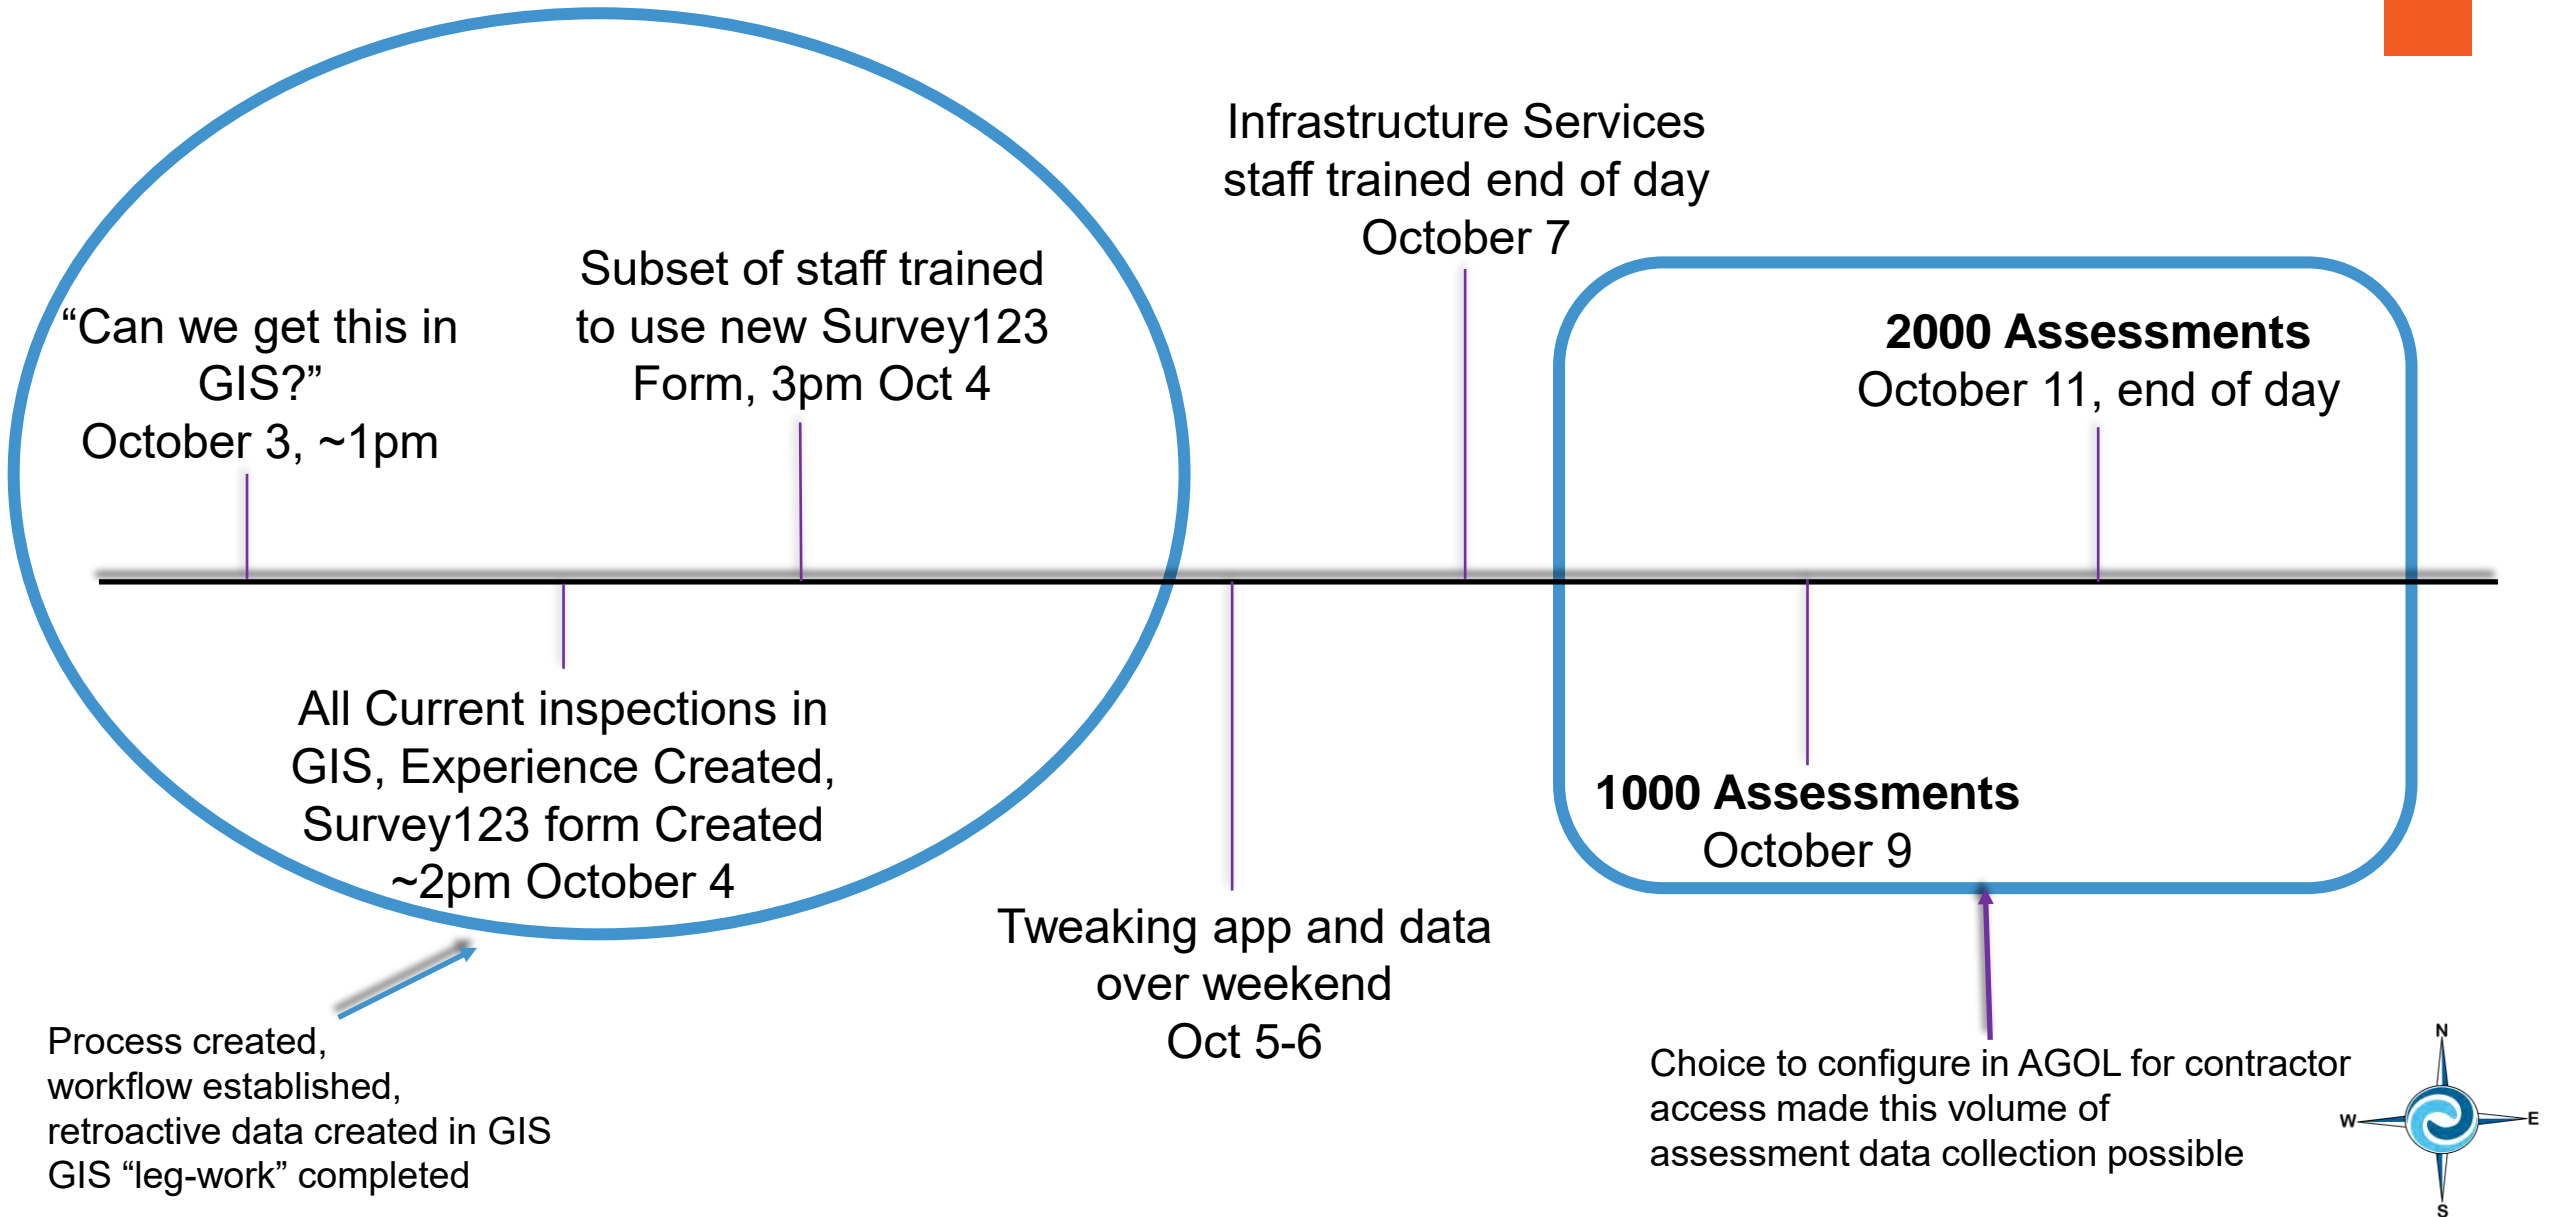 “Can we get this in
GIS?”
October 3, ~1pm
All Current inspections in
GIS, Experience Created,
Survey123 form Created
~2pm October 4
Subset of staff trained
to use new Survey123
Form, 3pm Oct 4
Tweaking app and data
over weekend
Oct 5-6
Infrastructure Services
staff trained end of day
October 7
1000 Assessments
October 9
2000 Assessments
October 11, end of day
Process created,
workflow established,
retroactive data created in GIS
GIS “leg-work” completed
Choice to configure in AGOL for contractor
access made this volume of
assessment data collection possible
N
W
E
S